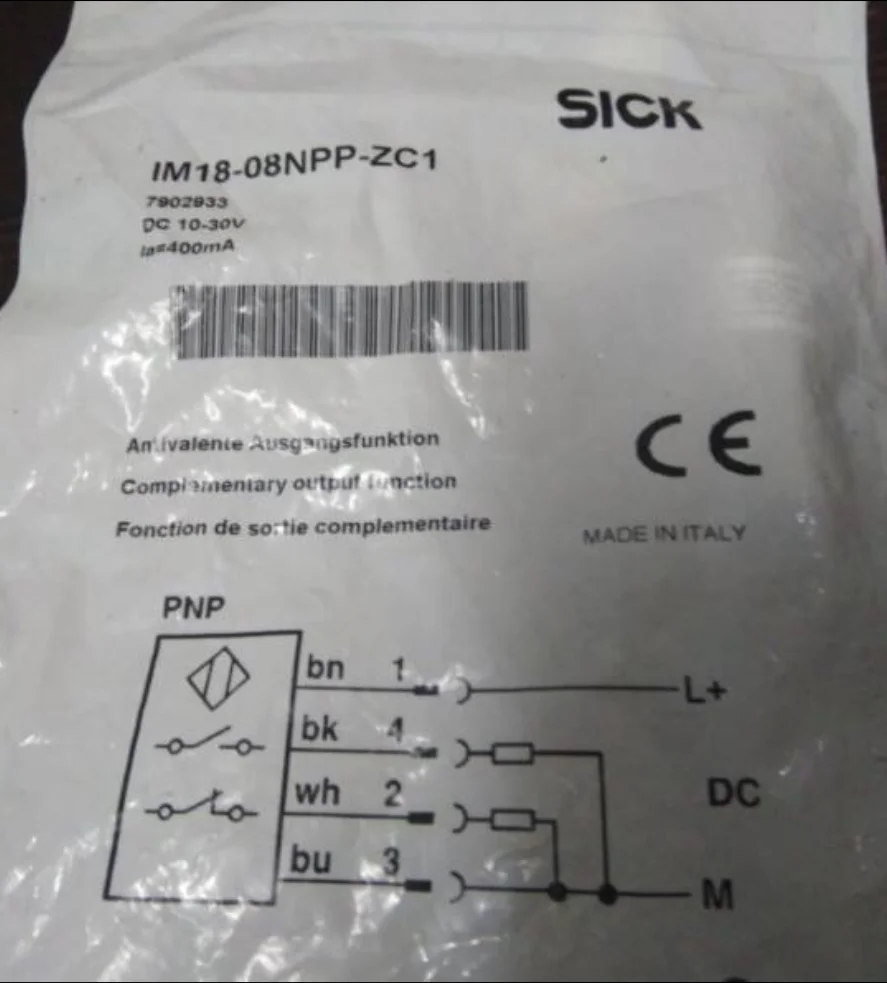 SICK
IM18-08NPP-ZC1
7902933
DC 10-30V
Ia=400mA
CE
Antivalente Ausgangsfunktion
Complementary output function
Fonction de sortie complementaire
MADE IN ITALY
PNP
bn 1 L+
bk 4
wh 2 DC
bu 3 M